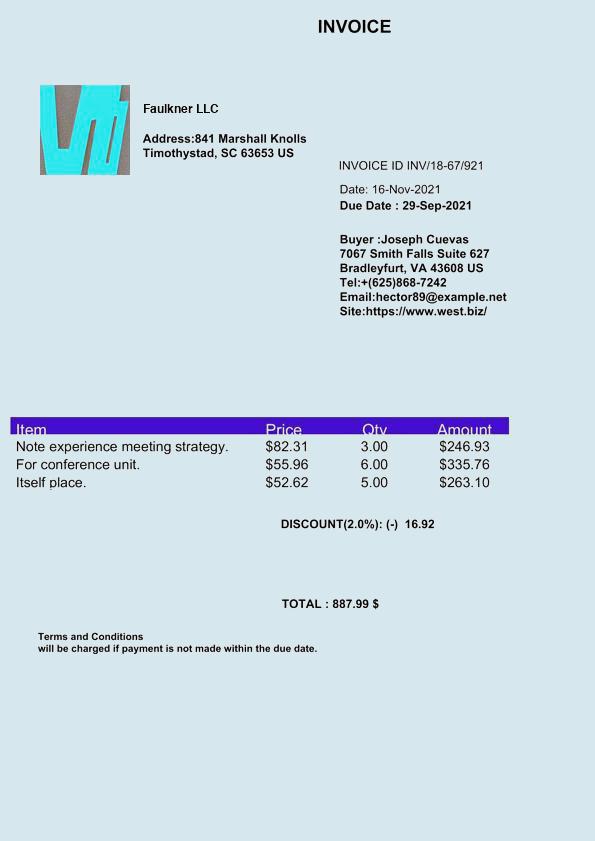 INVOICE
Faulkner LLC
Address:841 Marshall Knolls
Timothystad, SC 63653 US
INVOICE ID INV/18-67/921
Date: 16-Nov-2021
Due Date : 29-Sep-2021
Buyer :Joseph Cuevas
7067 Smith Falls Suite 627
Bradleyfurt, VA 43608 US
Tel:+(625)868-7242
Email:hector89@example.net
Site:https://www.west.biz/
Item Price Qty Amount
Note experience meeting strategy. $82.31 3.00 $246.93
For conference unit. $55.96 6.00 $335.76
Itself place. $52.62 5.00 $263.10
DISCOUNT(2.0%): (-) 16.92
TOTAL : 887.99 $
Terms and Conditions
will be charged if payment is not made within the due date.